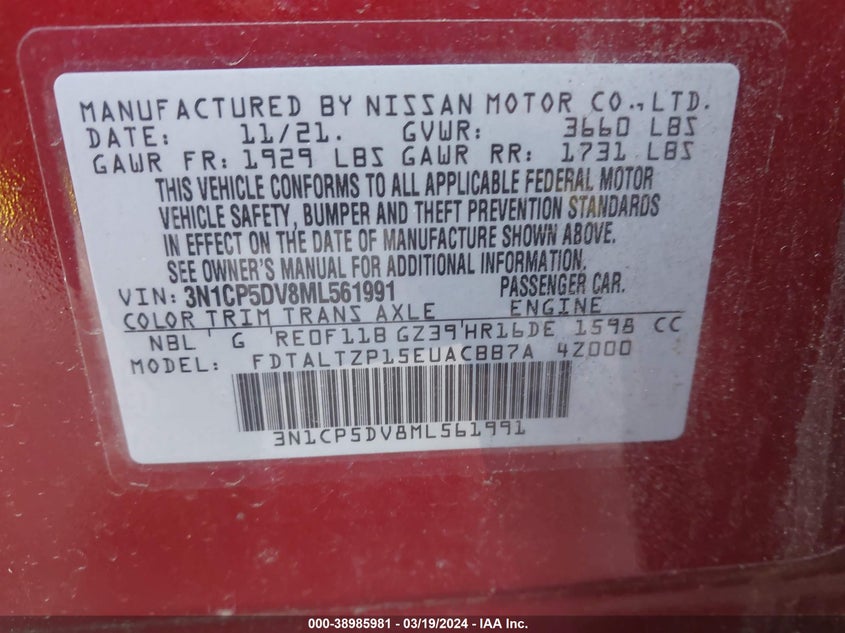 MANUFACTURED BY NISSAN MOTOR CO.,LTD.
DATE: 11/21. GVWR: 3660 LBS
GAWR FR: 1929 LBS GAWR RR: 1731 LBS
THIS VEHICLE CONFORMS TO ALL APPLICABLE FEDERAL MOTOR
VEHICLE SAFETY, BUMPER AND THEFT PREVENTION STANDARDS
IN EFFECT ON THE DATE OF MANUFACTURE SHOWN ABOVE.
SEE OWNER'S MANUAL FOR ADDITIONAL INFORMATION.
VIN: 3N1CP5DV8ML561991 PASSENGER CAR.
COLOR TRIM TRANS AXLE ENGINE
NBL G RE0F11B GZ39 HR16DE 1598 CC
MODEL: FDTALTZP15EUACBB7A 4Z000
3N1CP5DV8ML561991
000-38985981 / 03/19/2024 - IAA Inc.